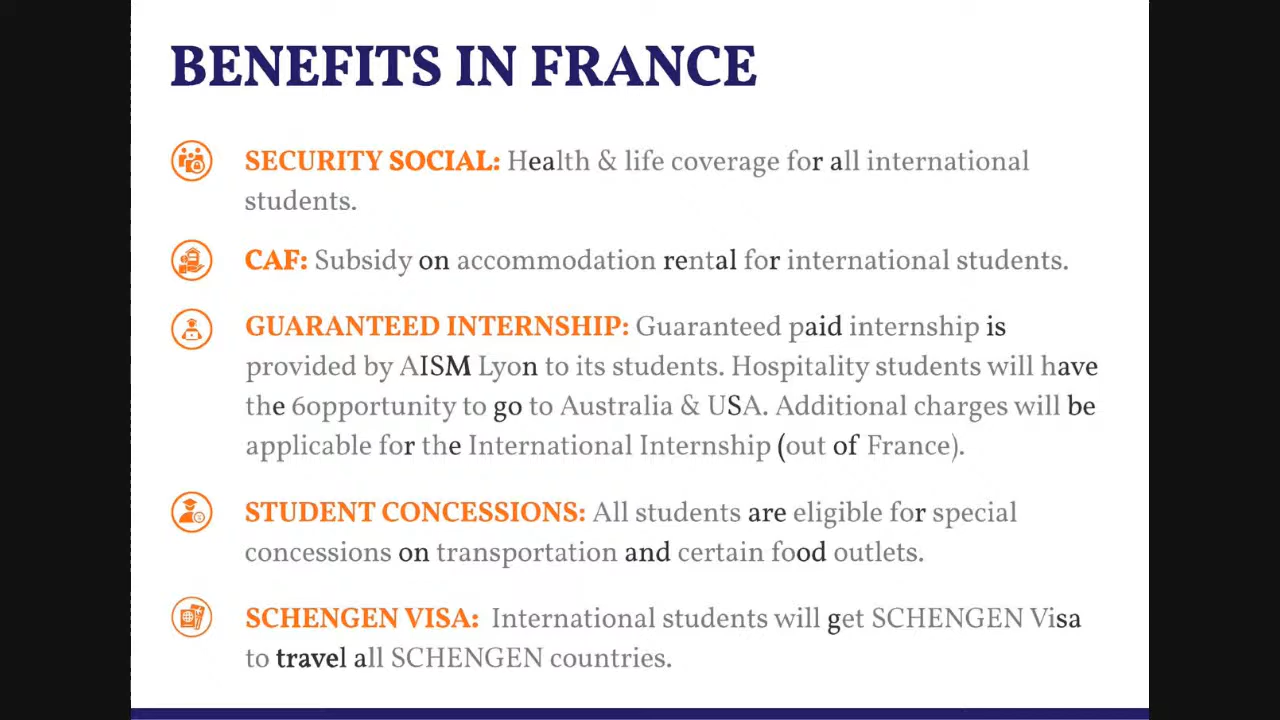 BENEFITS IN FRANCE
SECURITY SOCIAL: Health & life coverage for all international
students.
CAF: Subsidy on accommodation rental for international students.
GUARANTEED INTERNSHIP: Guaranteed paid internship is
provided by AISM Lyon to its students. Hospitality students will have
the 6opportunity to go to Australia & USA. Additional charges will be
applicable for the International Internship (out of France).
STUDENT CONCESSIONS: All students are eligible for special
concessions on transportation and certain food outlets.
SCHENGEN VISA: International students will get SCHENGEN Visa
to travel all SCHENGEN countries.